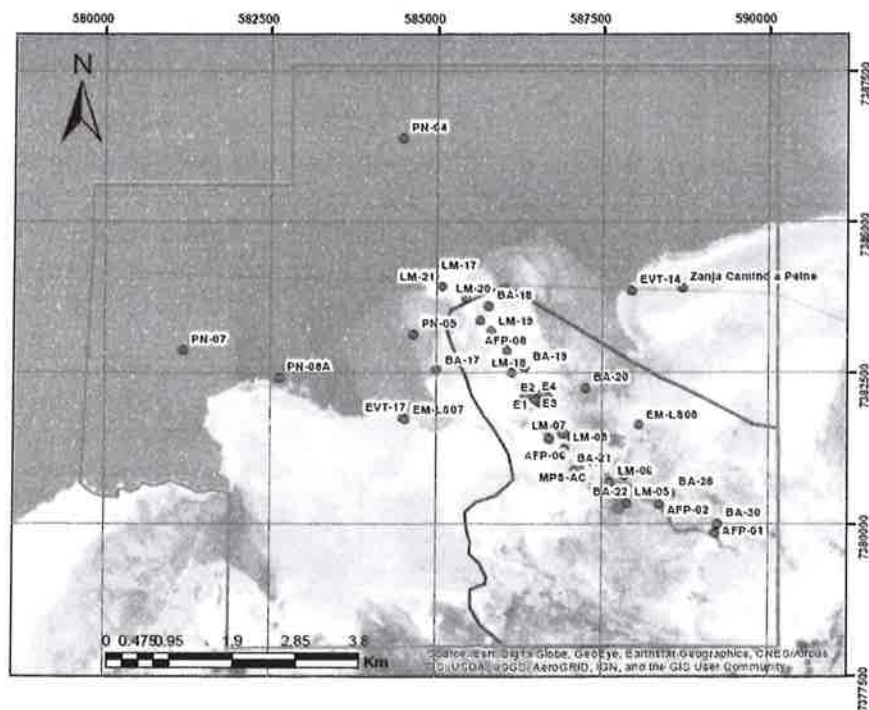 580000 582500 585000 587500 590000
N
7387500
PN-04
7385000
LM-17
EVT-14 Zanja Camino a Peine
LM-21
LM-20
BA-18
LM-19
PN-05
AFP-08
PN-07
BA-17
BA-19
LM-18
PN-08A
7382500
E2 E4
BA-20
E1 E3
EVT-17 EM-LS07
LM-07
EM-LS08
LM-08
AFP-06
BA-21
MPS-AC
LM-06
BA-22 LM-05
AFP-02
BA-30
7380000
AFP-01
0 0.475 0.95 1.9 2.85 3.8
Km
Source: Esri, Digita Globe, GeoEye, Earthstar Geographics, CNES/Airbus
DS, USDA, USGS, AeroGRID, IGN, and the GIS User Community
7377500